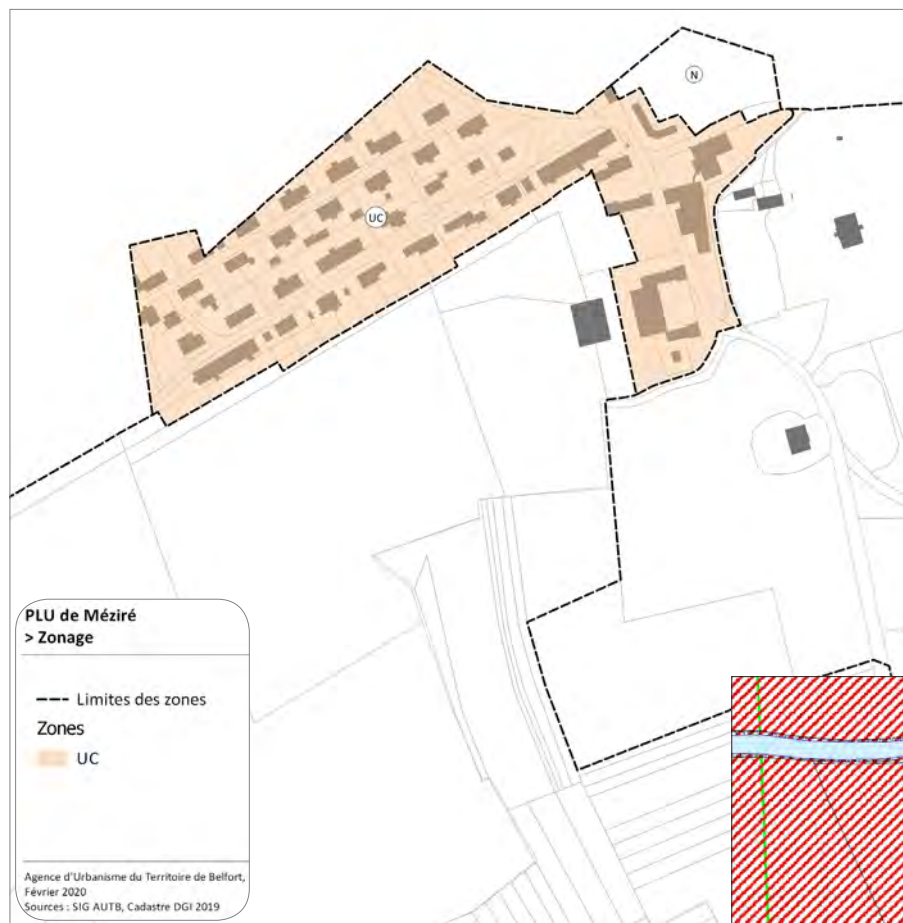 N
UC
PLU de Méziré
> Zonage
Limites des zones
Zones
UC
Agence d'Urbanisme du Territoire de Belfort,
Février 2020
Sources : SIG AUTB, Cadastre DGI 2019